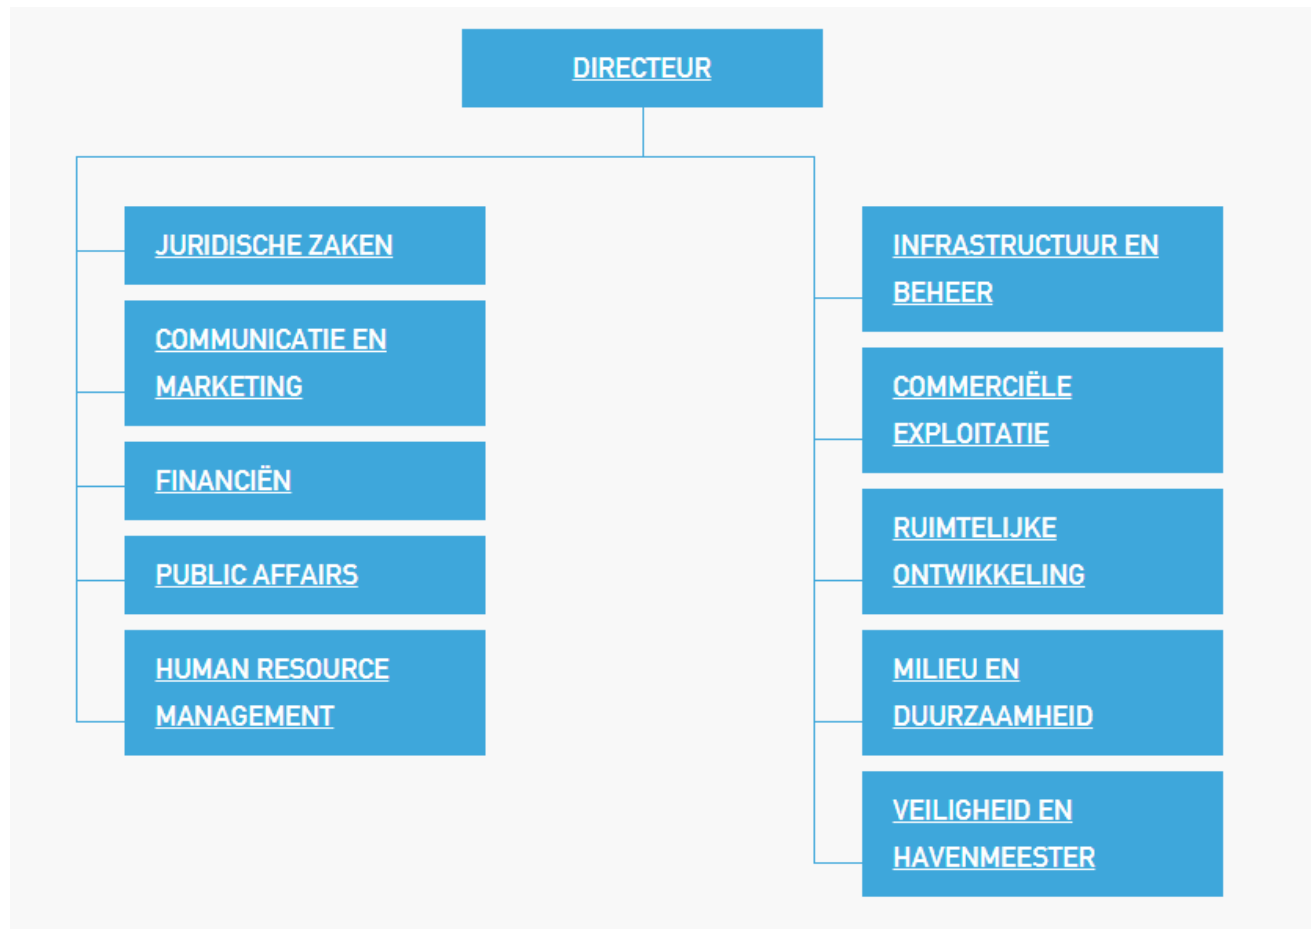 DIRECTEUR
JURIDISCHE ZAKEN
COMMUNICATIE EN
MARKETING
FINANCIËN
PUBLIC AFFAIRS
HUMAN RESOURCE
MANAGEMENT
INFRASTRUCTUUR EN
BEHEER
COMMERCIËLE
EXPLOITATIE
RUIMTELIJKE
ONTWIKKELING
MILIEU EN
DUURZAAMHEID
VEILIGHEID EN
HAVENMEESTER